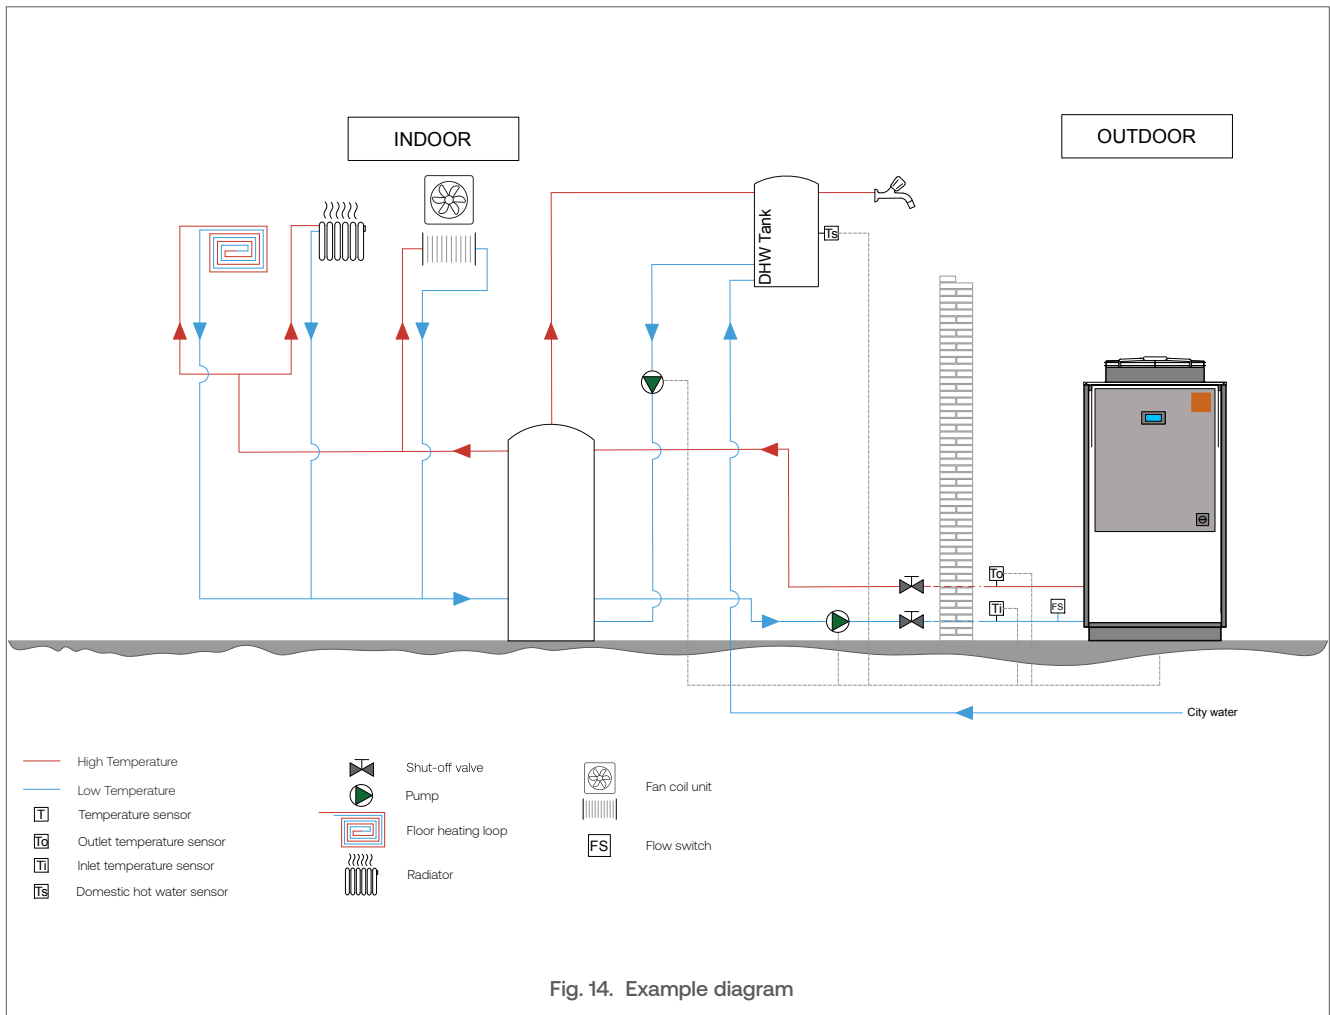 INDOOR
OUTDOOR
DHW Tank
Ts
To
Ti
FS
City water
High Temperature
Low Temperature
T
Temperature sensor
To
Outlet temperature sensor
Ti
Inlet temperature sensor
Ts
Domestic hot water sensor
Shut-off valve
Pump
Floor heating loop
Radiator
Fan coil unit
FS
Flow switch
Fig. 14. Example diagram